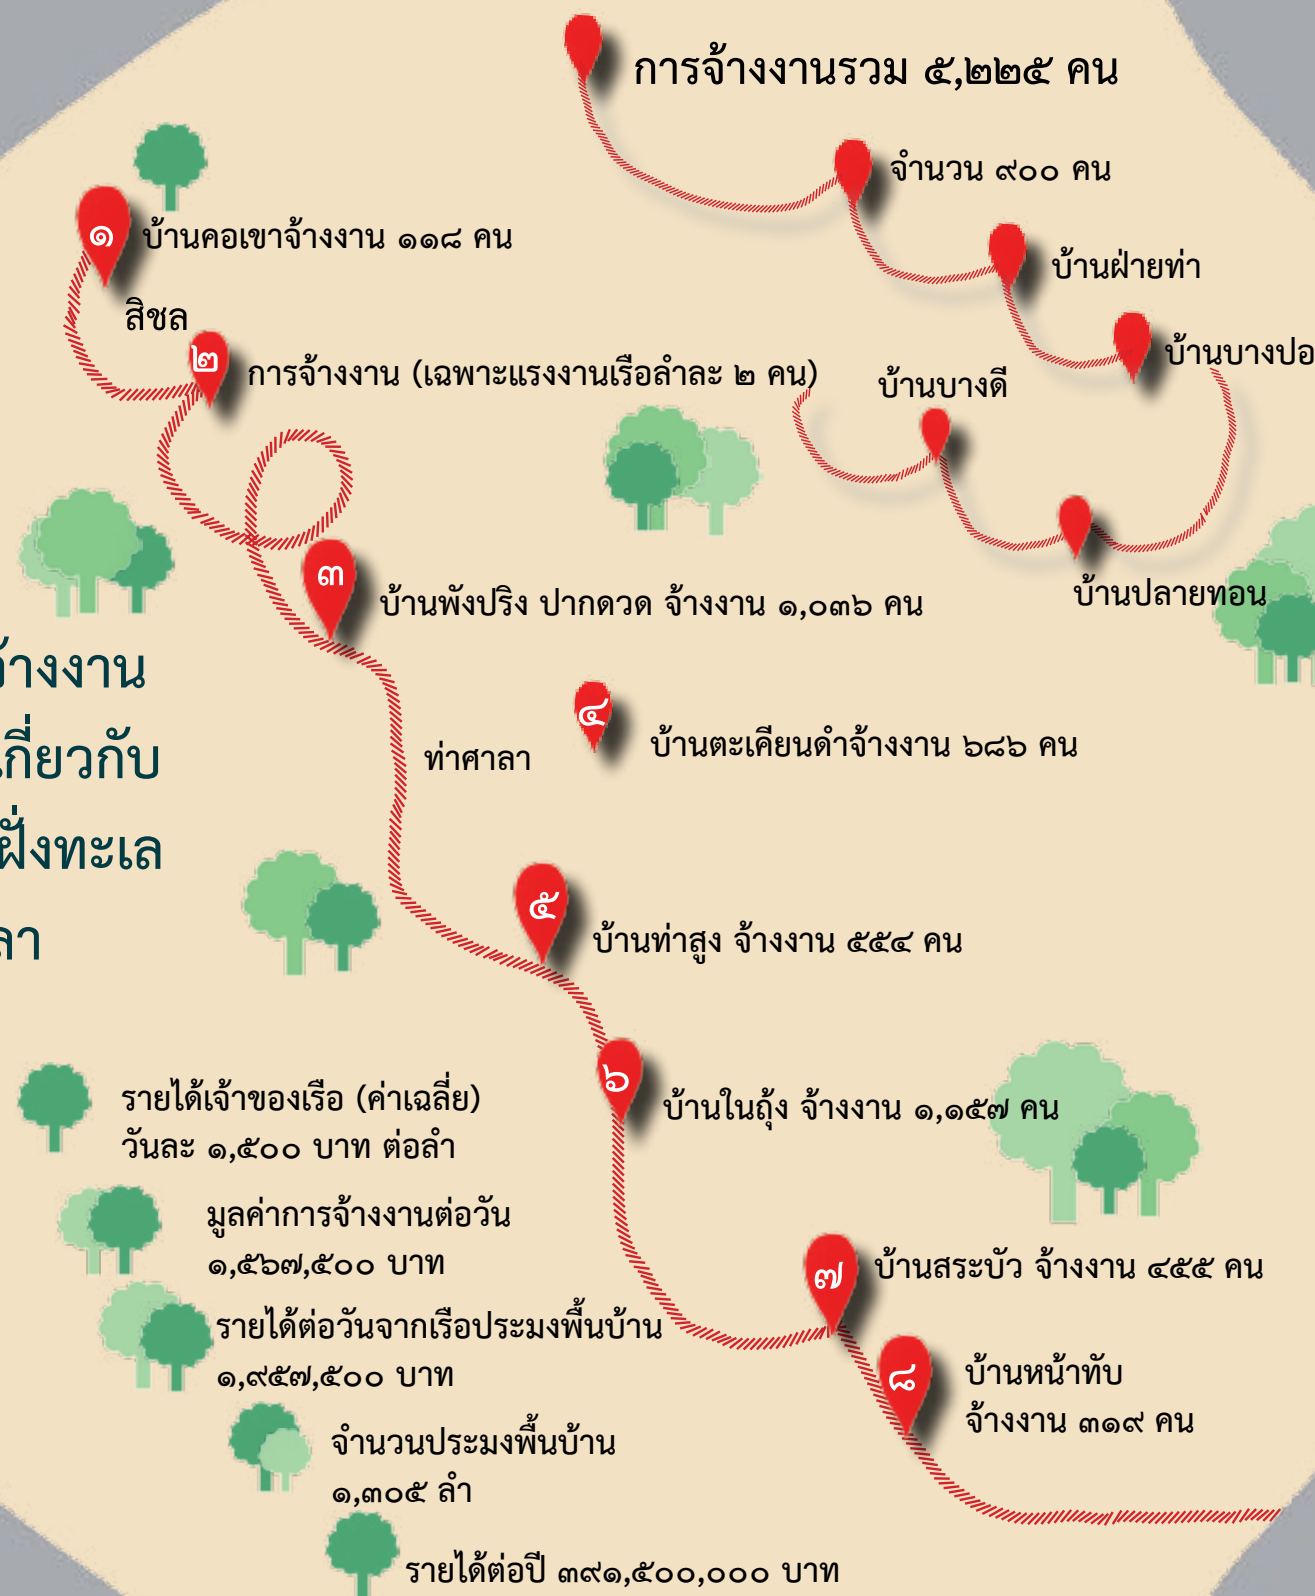 การจ้างงานรวม ๕,๒๒๕ คน
จำนวน ๙๐๐ คน
บ้านฝ่ายท่า
บ้านบางปอ
บ้านบางดี
บ้านปลายทอน
๑
บ้านคอเขาจ้างงาน ๑๑๘ คน
สิชล
๒
การจ้างงาน (เฉพาะแรงงานเรือลำละ ๒ คน)
๓
บ้านพังปริง ปากดวด จ้างงาน ๑,๐๓๖ คน
จ้างงาน
เกี่ยวกับ
ฝั่งทะเล
ลา
๔
บ้านตะเคียนดำจ้างงาน ๖๘๖ คน
ท่าศาลา
๕
บ้านท่าสูง จ้างงาน ๕๕๔ คน
๖
บ้านในถุ้ง จ้างงาน ๑,๑๕๗ คน
๗
บ้านสระบัว จ้างงาน ๔๕๕ คน
๘
บ้านหน้าทับ
จ้างงาน ๓๑๙ คน
รายได้เจ้าของเรือ (ค่าเฉลี่ย)
วันละ ๑,๕๐๐ บาท ต่อลำ
มูลค่าการจ้างงานต่อวัน
๑,๕๖๗,๕๐๐ บาท
รายได้ต่อวันจากเรือประมงพื้นบ้าน
๑,๙๕๗,๕๐๐ บาท
จำนวนประมงพื้นบ้าน
๑,๓๐๕ ลำ
รายได้ต่อปี ๓๙๑,๕๐๐,๐๐๐ บาท